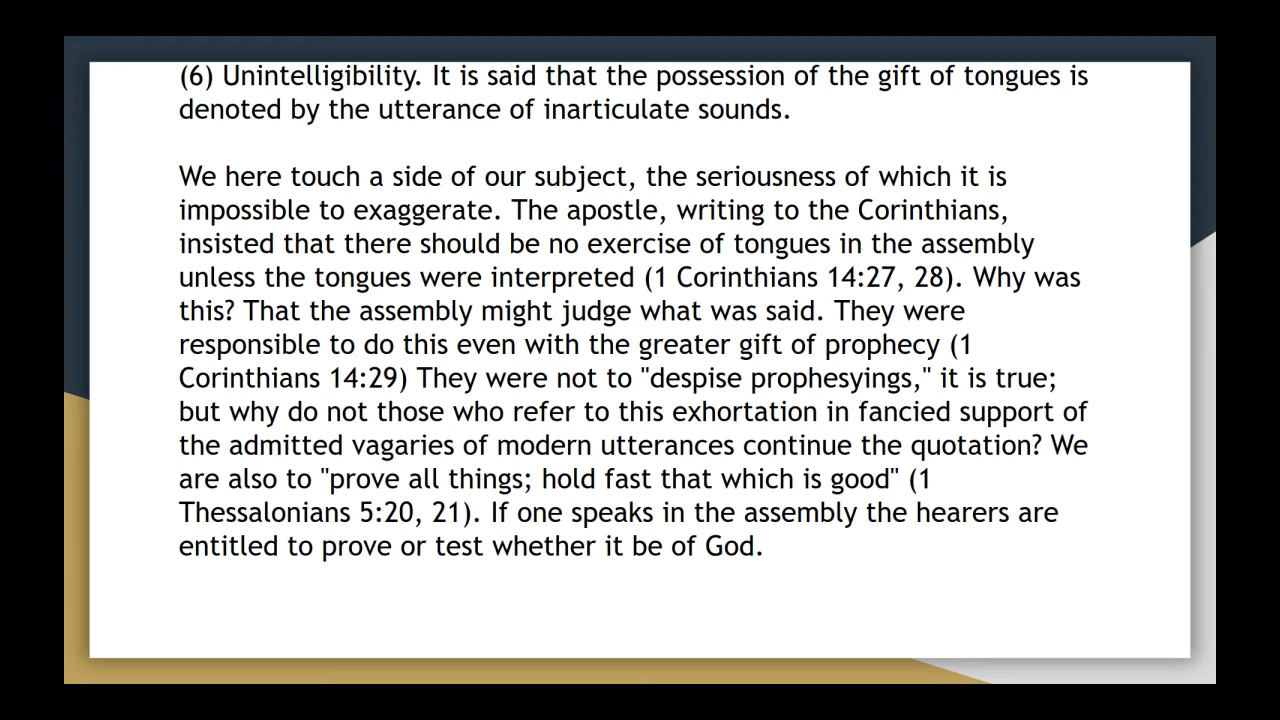 (6) Unintelligibility. It is said that the possession of the gift of tongues is
denoted by the utterance of inarticulate sounds.
We here touch a side of our subject, the seriousness of which it is
impossible to exaggerate. The apostle, writing to the Corinthians,
insisted that there should be no exercise of tongues in the assembly
unless the tongues were interpreted (1 Corinthians 14:27, 28). Why was
this? That the assembly might judge what was said. They were
responsible to do this even with the greater gift of prophecy (1
Corinthians 14:29) They were not to "despise prophesyings," it is true;
but why do not those who refer to this exhortation in fancied support of
the admitted vagaries of modern utterances continue the quotation? We
are also to "prove all things; hold fast that which is good" (1
Thessalonians 5:20, 21). If one speaks in the assembly the hearers are
entitled to prove or test whether it be of God.